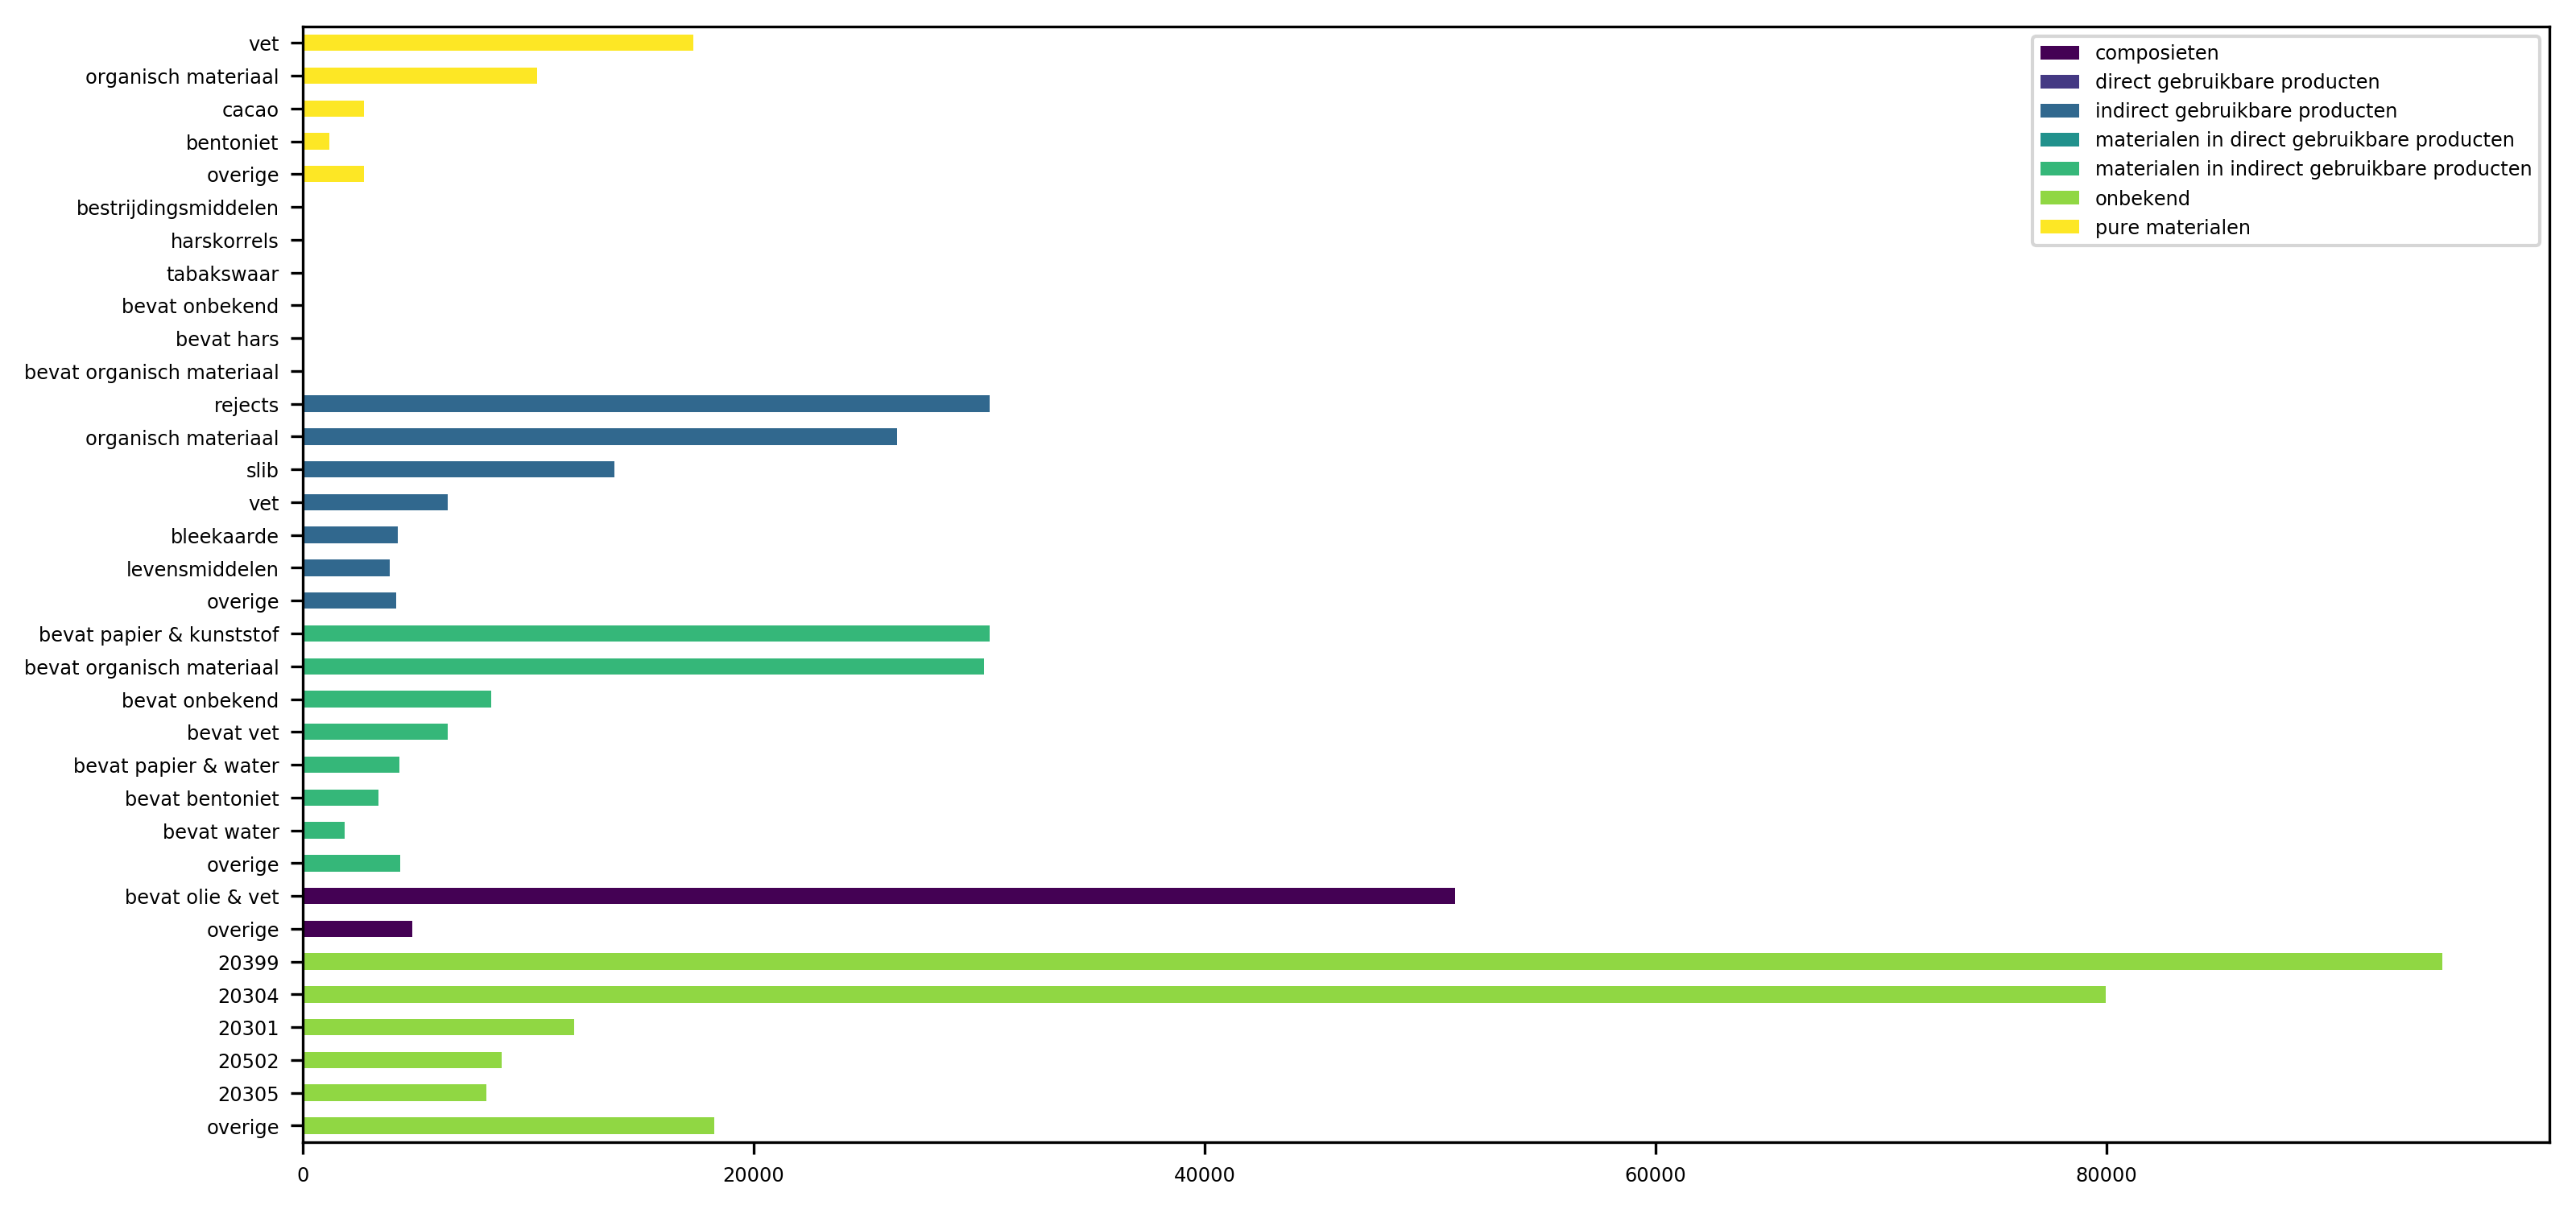 vet
organisch materiaal
cacao
bentoniet
overige
bestrijdingsmiddelen
harskorrels
tabakswaar
bevat onbekend
bevat hars
bevat organisch materiaal
rejects
organisch materiaal
slib
vet
bleekaarde
levensmiddelen
overige
bevat papier & kunststof
bevat organisch materiaal
bevat onbekend
bevat vet
bevat papier & water
bevat bentoniet
bevat water
overige
bevat olie & vet
overige
20399
20304
20301
20502
20305
overige
0 20000 40000 60000 80000
composieten
direct gebruikbare producten
indirect gebruikbare producten
materialen in direct gebruikbare producten
materialen in indirect gebruikbare producten
onbekend
pure materialen